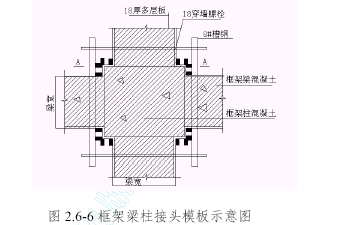 18厚多层板
18穿墙螺栓
8#槽钢
A
A
框架梁混凝土
框架柱混凝土
梁宽
梁宽
图 2.6-6 框架梁柱接头模板示意图